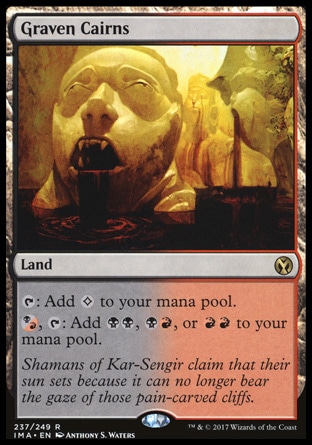 Graven Cairns
Land
: Add to your mana pool.
, : Add , , or to your
mana pool.
Shamans of Kar-Sengir claim that their
sun sets because it can no longer bear
the gaze of those pain-carved cliffs.
237/249 R
IMA • EN Anthony S. Waters
™ & © 2017 Wizards of the Coast